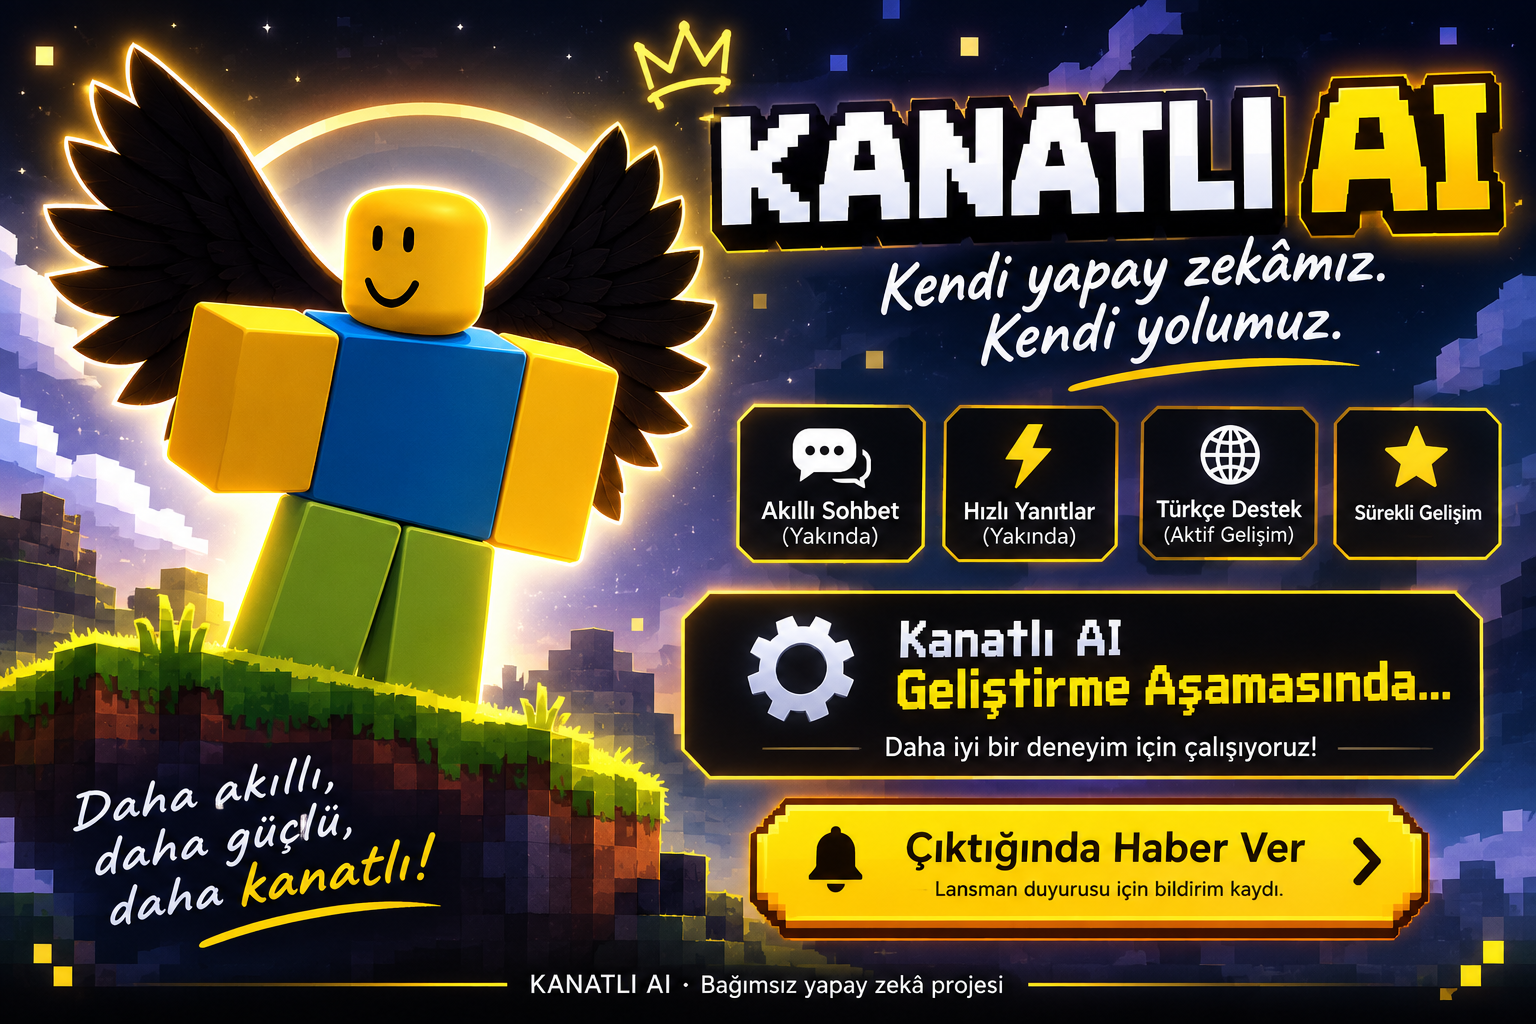 KANATLI AI
Kendi yapay zekâmız.
Kendi yolumuz.
Akıllı Sohbet
(Yakında)
Hızlı Yanıtlar
(Yakında)
Türkçe Destek
(Aktif Gelişim)
Sürekli Gelişim
Kanatlı AI
Geliştirme Aşamasında...
Daha iyi bir deneyim için çalışıyoruz!
Çıktığında Haber Ver
Lansman duyurusu için bildirim kaydı.
Daha akıllı,
daha güçlü,
daha kanatlı!
KANATLI AI · Bağımsız yapay zekâ projesi